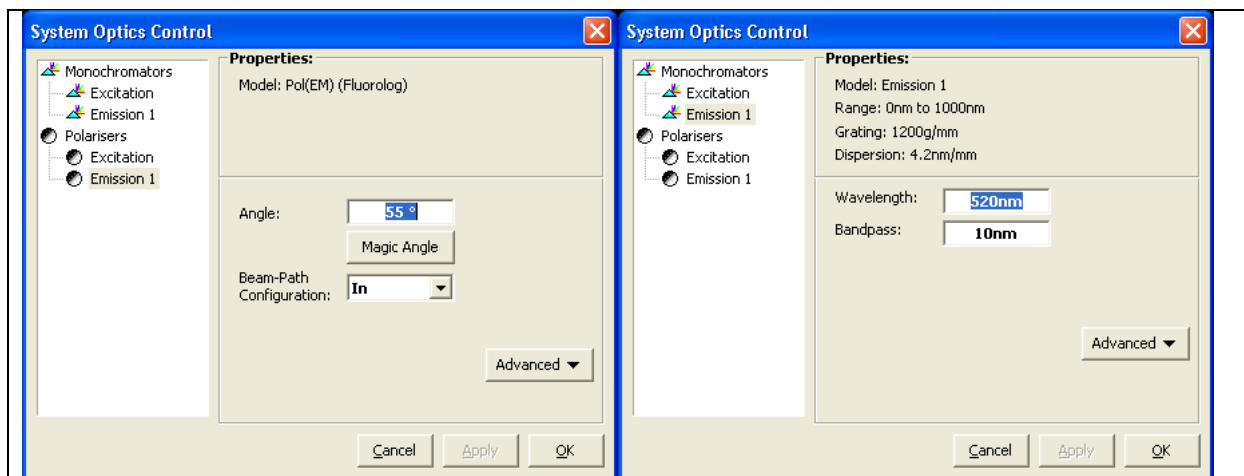 System Optics Control
Monochromators
Excitation
Emission 1
Polarisers
Excitation
Emission 1
Properties:
Model: Pol(EM) (Fluorolog)
Angle:
55 °
Magic Angle
Beam-Path
Configuration:
In
Advanced
Cancel
Apply
OK
System Optics Control
Monochromators
Excitation
Emission 1
Polarisers
Excitation
Emission 1
Properties:
Model: Emission 1
Range: 0nm to 1000nm
Grating: 1200g/mm
Dispersion: 4.2nm/mm
Wavelength:
520nm
Bandpass:
10nm
Advanced
Cancel
Apply
OK